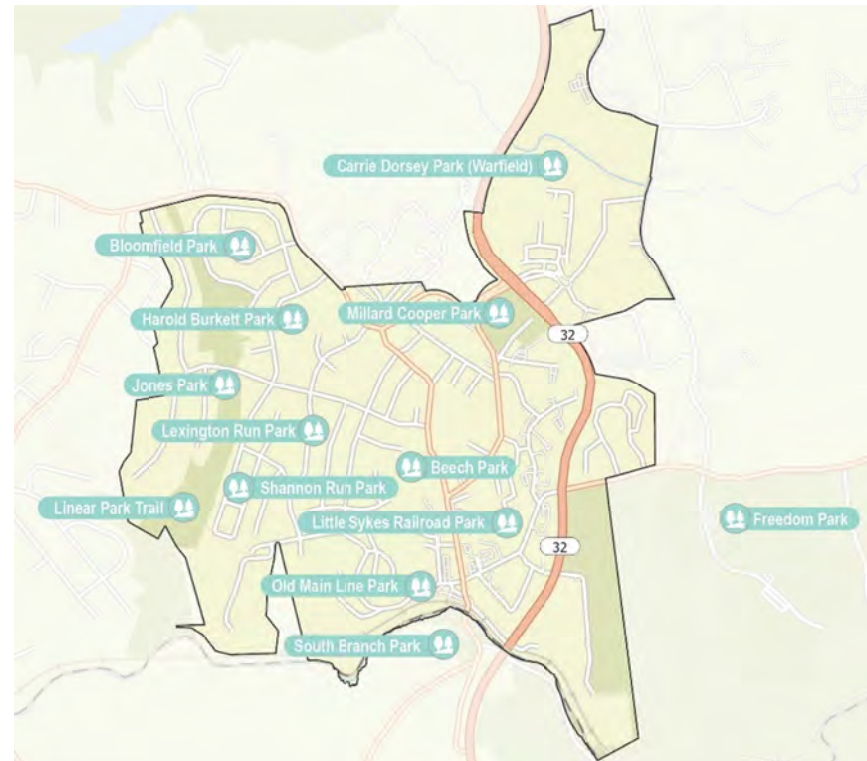 Carrie Dorsey Park (Warfield)
Bloomfield Park
Harold Burkett Park
Millard Cooper Park
32
Jones Park
Lexington Run Park
Beech Park
Shannon Run Park
Linear Park Trail
Little Sykes Railroad Park
Freedom Park
32
Old Main Line Park
South Branch Park